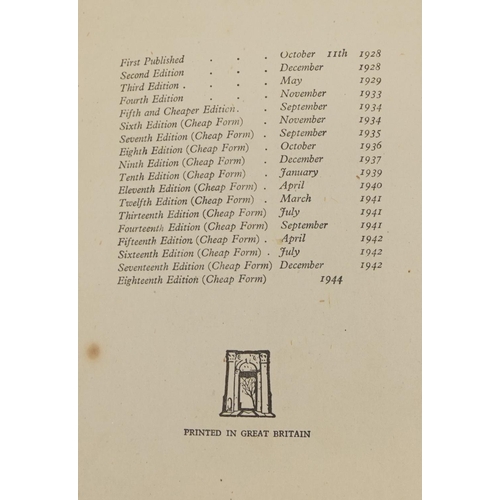 First Published . . . October 11th 1928
Second Edition . . . December 1928
Third Edition . . . . May 1929
Fourth Edition . . . November 1933
Fifth and Cheaper Edition . . September 1934
Sixth Edition (Cheap Form) . November 1934
Seventh Edition (Cheap Form) . September 1935
Eighth Edition (Cheap Form) . October 1936
Ninth Edition (Cheap Form) . December 1937
Tenth Edition (Cheap Form) . January 1939
Eleventh Edition (Cheap Form) . April 1940
Twelfth Edition (Cheap Form) . March 1941
Thirteenth Edition (Cheap Form) July 1941
Fourteenth Edition (Cheap Form) September 1941
Fifteenth Edition (Cheap Form) . April 1942
Sixteenth Edition (Cheap Form) . July 1942
Seventeenth Edition (Cheap Form) December 1942
Eighteenth Edition (Cheap Form) 1944
PRINTED IN GREAT BRITAIN